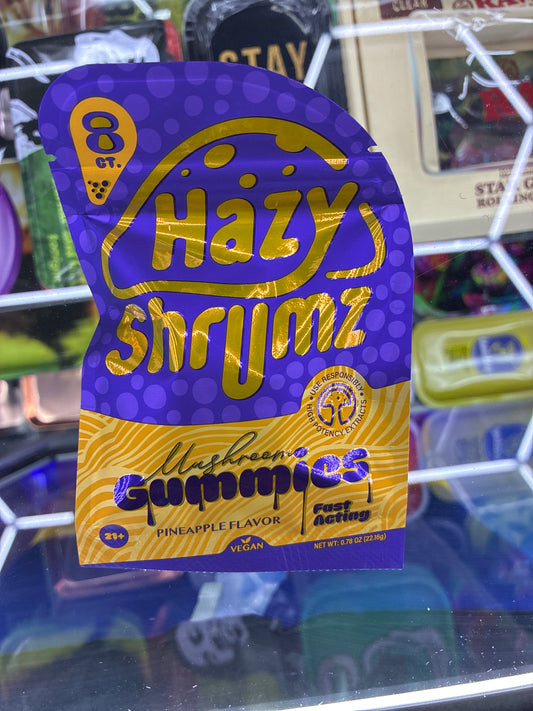 CLEAN
STAY
8
CT.
Hazy
Shrumz
USE RESPONSIBLY
HIGH POTENCY EXTRACTS
Mushroom
Gummies
Fast
Acting
21+
PINEAPPLE FLAVOR
VEGAN
NET WT: 0.78 OZ (22.16g)